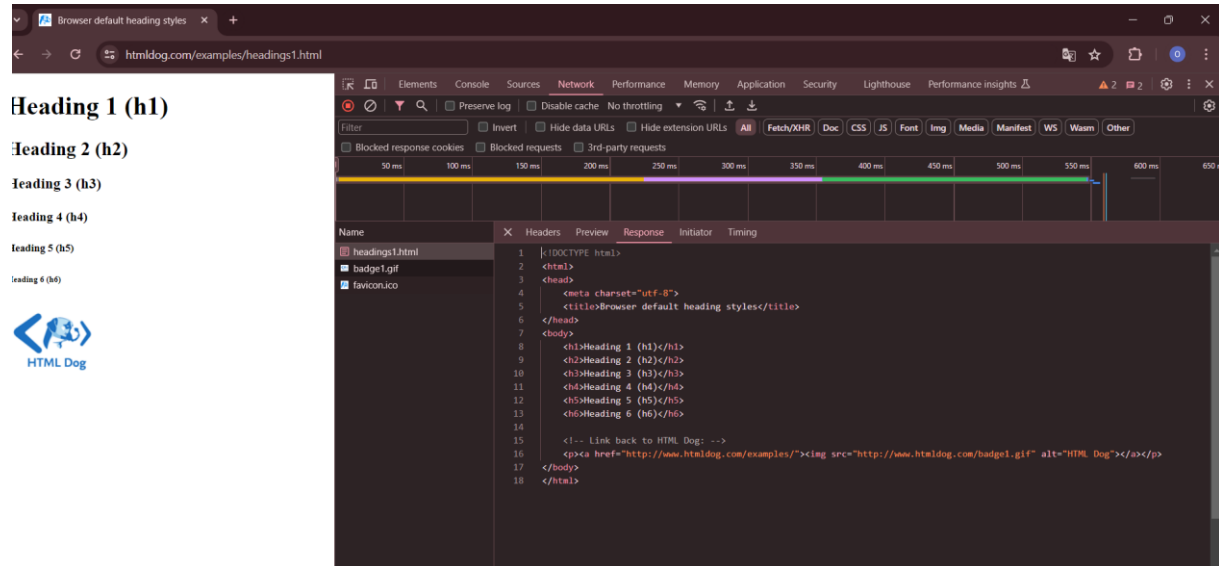 Browser default heading styles
htmldog.com/examples/headings1.html
O
Heading 1 (h1)
Heading 2 (h2)
Heading 3 (h3)
Heading 4 (h4)
Heading 5 (h5)
Heading 6 (h6)
HTML Dog
Elements Console Sources Network Performance Memory Application Security Lighthouse Performance insights 2 2
Preserve log Disable cache No throttling
Filter Invert Hide data URLs Hide extension URLs All Fetch/XHR Doc CSS JS Font Img Media Manifest WS Wasm Other
Blocked response cookies Blocked requests 3rd-party requests
50 ms 100 ms 150 ms 200 ms 250 ms 300 ms 350 ms 400 ms 450 ms 500 ms 550 ms 600 ms 650
Name
headings1.html
badge1.gif
favicon.ico
Headers Preview Response Initiator Timing
1 <!DOCTYPE html>
2 <html>
3 <head>
4 <meta charset="utf-8">
5 <title>Browser default heading styles</title>
6 </head>
7 <body>
8 <h1>Heading 1 (h1)</h1>
9 <h2>Heading 2 (h2)</h2>
10 <h3>Heading 3 (h3)</h3>
11 <h4>Heading 4 (h4)</h4>
12 <h5>Heading 5 (h5)</h5>
13 <h6>Heading 6 (h6)</h6>
14
15 <!-- Link back to HTML Dog: -->
16 <p><a href="http://www.htmldog.com/examples/"><img src="http://www.htmldog.com/badge1.gif" alt="HTML Dog"></a></p>
17 </body>
18 </html>